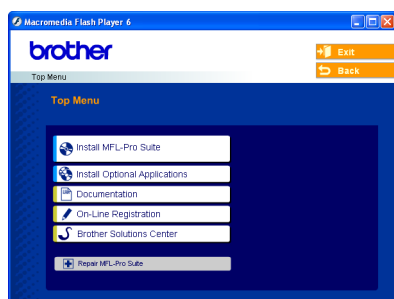 Macromedia Flash Player 6
brother
Exit
Back
Top Menu
Top Menu
Install MFL-Pro Suite
Install Optional Applications
Documentation
On-Line Registration
Brother Solutions Center
Repair MFL-Pro Suite